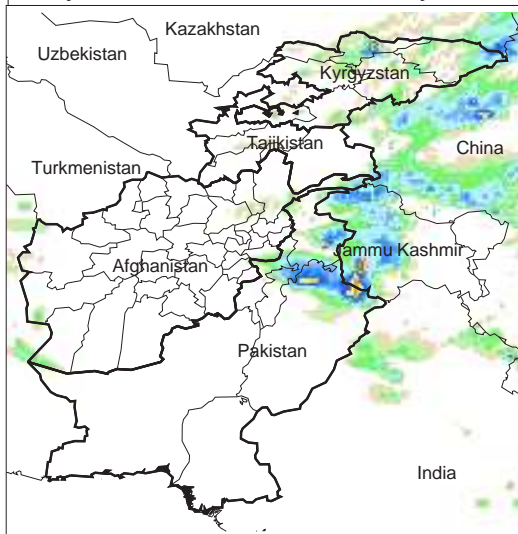 Kazakhstan
Uzbekistan
Kyrgyzstan
Tajikistan
China
Turkmenistan
Jammu Kashmir
Afghanistan
Pakistan
India